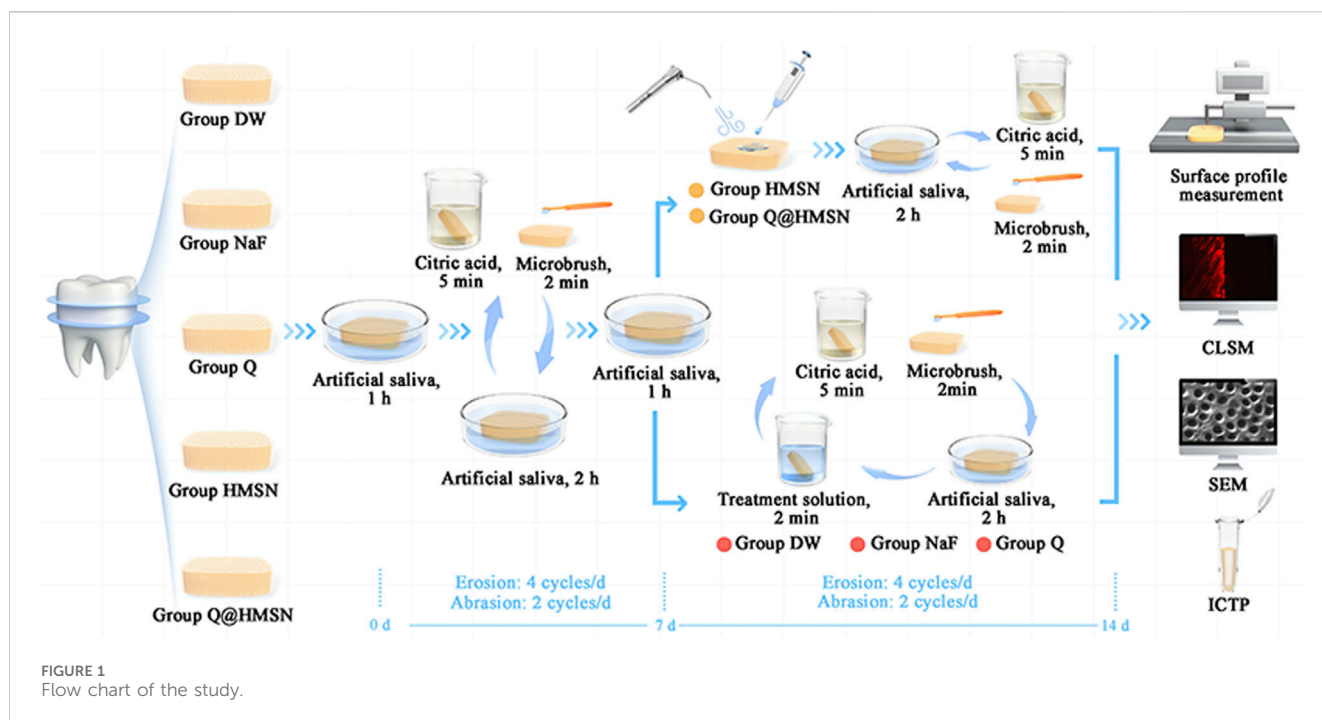 Group DW
Group NaF
Group Q
Group HMSN
Group Q@HMSN
Artificial saliva,
1 h
Citric acid,
5 min
Microbrush,
2 min
Artificial saliva, 2 h
Artificial saliva,
1 h
Group HMSN
Group Q@HMSN
Artificial saliva,
2 h
Citric acid,
5 min
Microbrush,
2 min
Citric acid,
5 min
Microbrush,
2min
Treatment solution,
2 min
Artificial saliva,
2 h
Group DW
Group NaF
Group Q
Surface profile
measurement
CLSM
SEM
ICTP
Erosion: 4 cycles/d
Abrasion: 2 cycles/d
Erosion: 4 cycles/d
Abrasion: 2 cycles/d
0 d
7 d
14 d
FIGURE 1
Flow chart of the study.